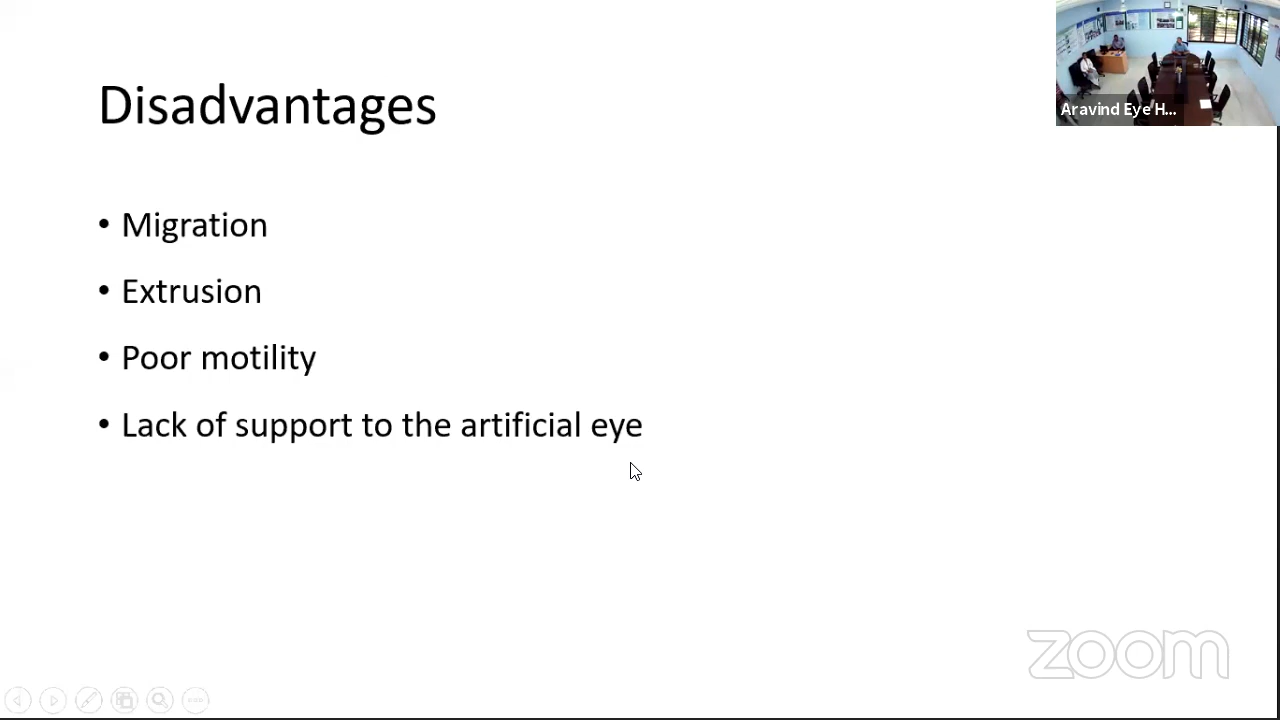 Disadvantages
Aravind Eye H...
• Migration
• Extrusion
• Poor motility
• Lack of support to the artificial eye
zoom